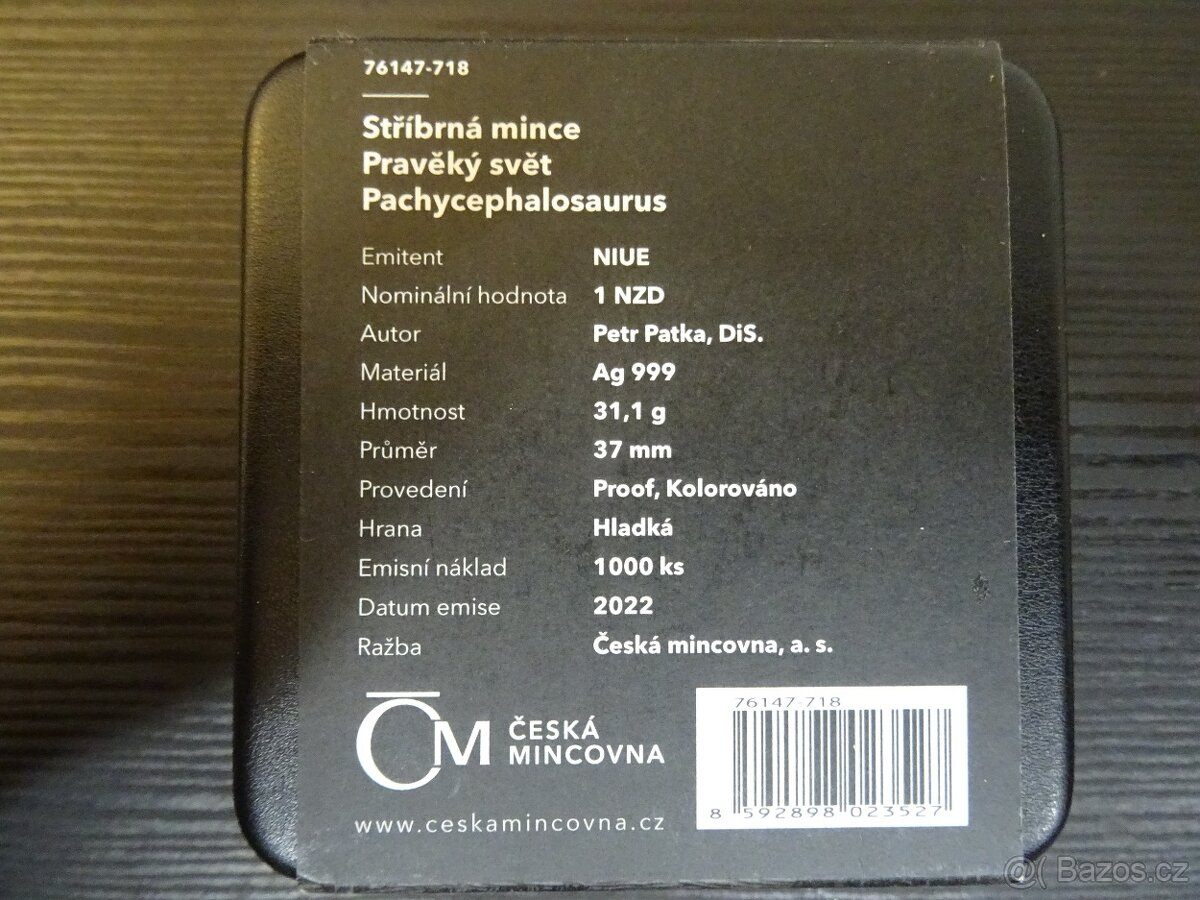 76147-718
Stříbrná mince
Pravěký svět
Pachycephalosaurus
Emitent NIUE
Nominální hodnota 1 NZD
Autor Petr Patka, DiS.
Materiál Ag 999
Hmotnost 31,1 g
Průměr 37 mm
Provedení Proof, Kolorováno
Hrana Hladká
Emisní náklad 1000 ks
Datum emise 2022
Ražba Česká mincovna, a. s.
ČM ČESKÁ
MINCOVNA
www.ceskamincovna.cz
76147-718
8 592898 023527
@( Bazos.cz